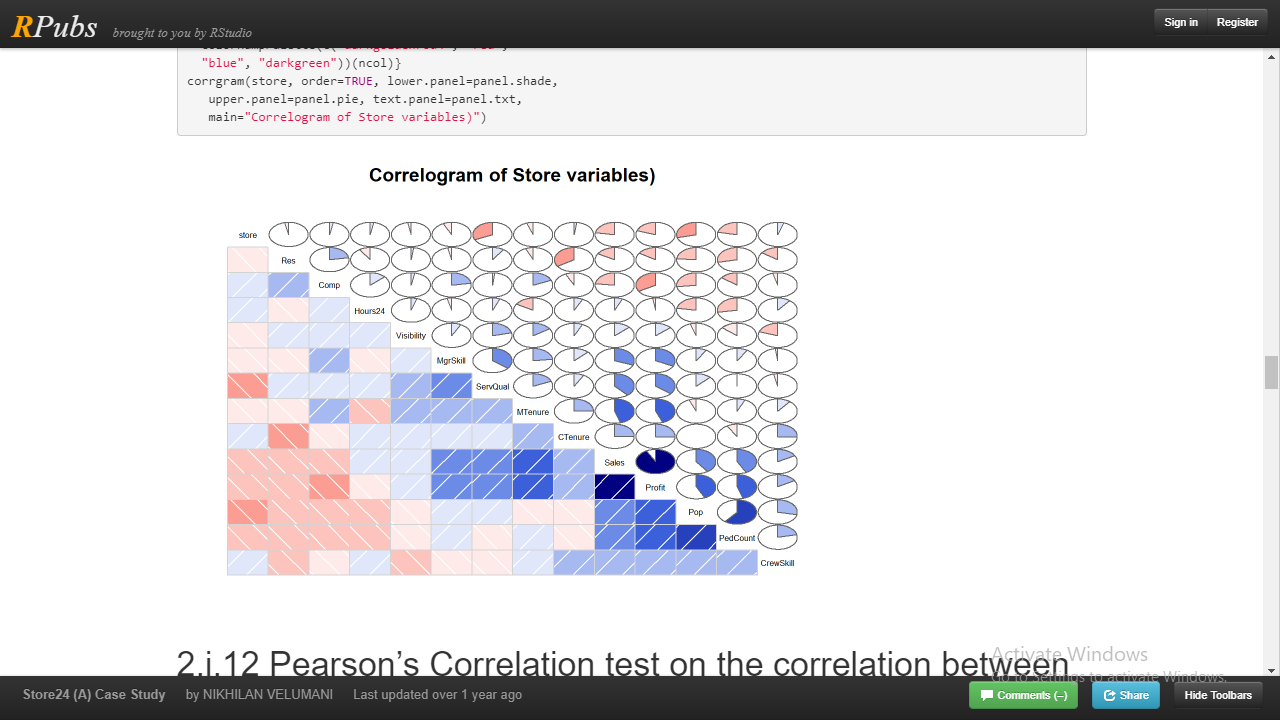 RPubs brought to you by RStudio
Sign in Register
"blue", "darkgreen"))(ncol)}
corrgram(store, order=TRUE, lower.panel=panel.shade,
upper.panel=panel.pie, text.panel=panel.txt,
main="Correlogram of Store variables)")
Correlogram of Store variables)
store
Res
Comp
Hours24
Visibility
MgrSkill
ServQual
MTenure
CTenure
Sales
Profit
Pop
PedCount
CrewSkill
2.i.12 Pearson's Correlation test on the correlation between
Activate Windows
Go to Settings to activate Windows.
Store24 (A) Case Study by NIKHILAN VELUMANI Last updated over 1 year ago
Comments (–) Share Hide Toolbars